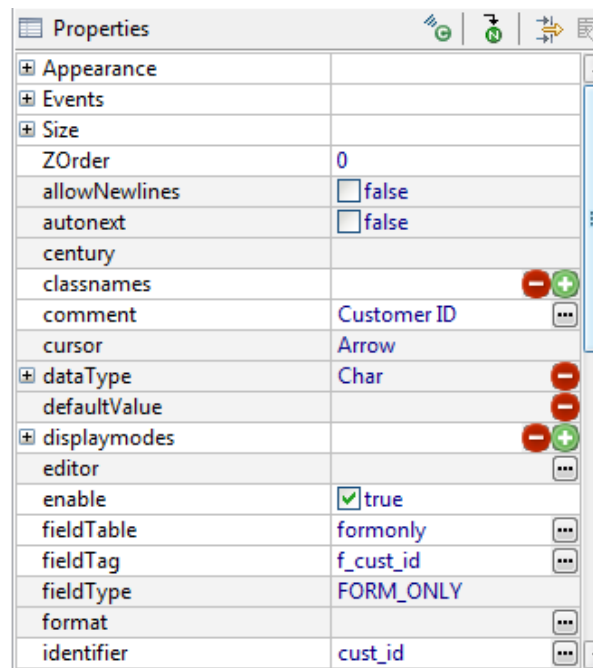 Properties
Appearance
Events
Size
ZOrder 0
allowNewlines false
autonext false
century
classnames
comment Customer ID
cursor Arrow
dataType Char
defaultValue
displaymodes
editor
enable true
fieldTable formonly
fieldTag f_cust_id
fieldType FORM_ONLY
format
identifier cust_id